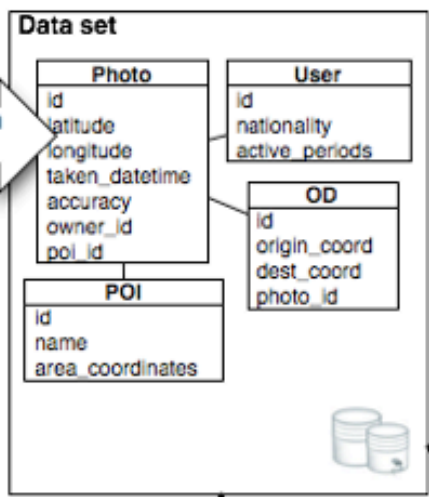 Data set
Photo
id
latitude
longitude
taken_datetime
accuracy
owner_id
poi_id
User
id
nationality
active_periods
OD
id
origin_coord
dest_coord
photo_id
POI
id
name
area_coordinates